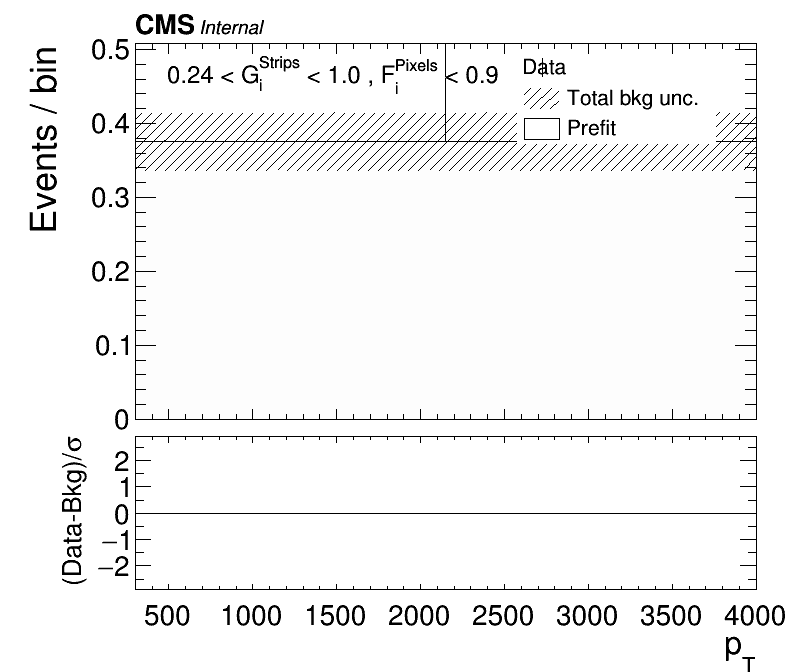 CMS Internal
Events / bin
0.5
0.4
0.3
0.2
0.1
0
0.24 < G_i^Strips < 1.0 , F_i^Pixels < 0.9
Data
Total bkg unc.
Prefit
(Data-Bkg)/σ
2
1
0
−1
−2
500 1000 1500 2000 2500 3000 3500 4000
p_T